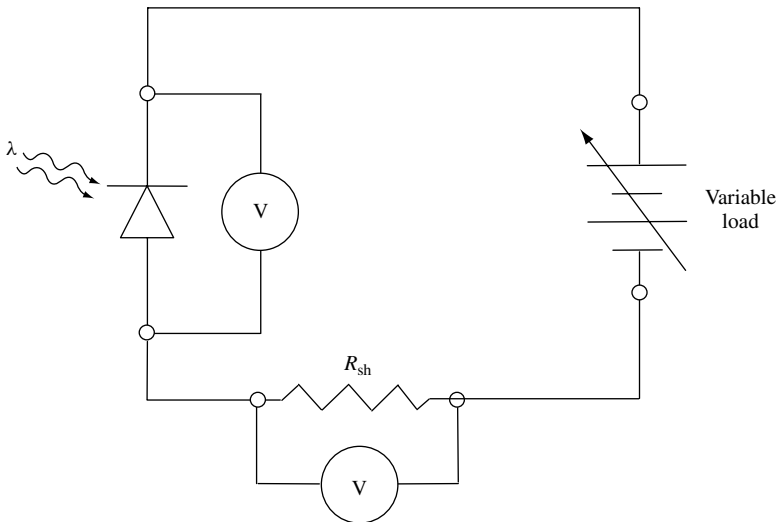 λ
V
Variable
load
R_sh
V